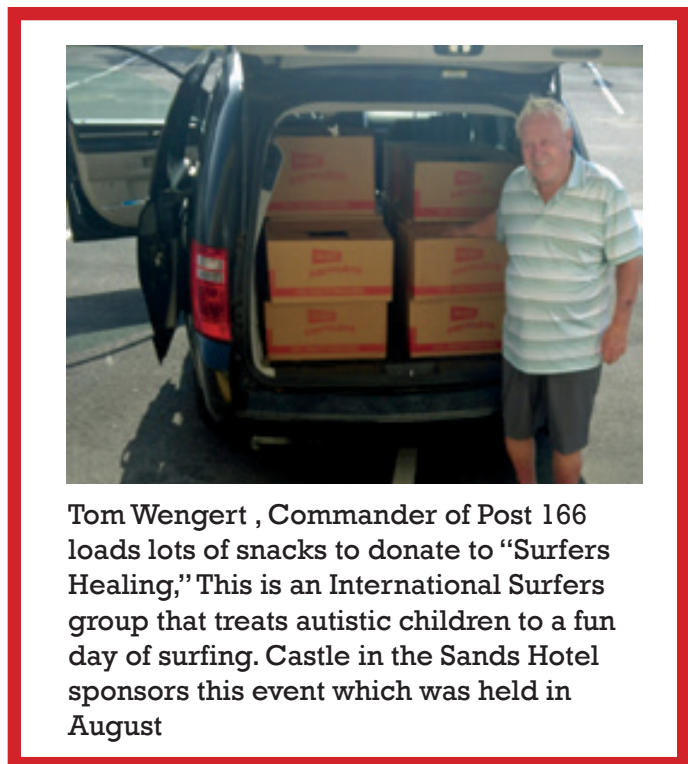 Tom Wengert , Commander of Post 166
loads lots of snacks to donate to “Surfers
Healing,” This is an International Surfers
group that treats autistic children to a fun
day of surfing. Castle in the Sands Hotel
sponsors this event which was held in
August